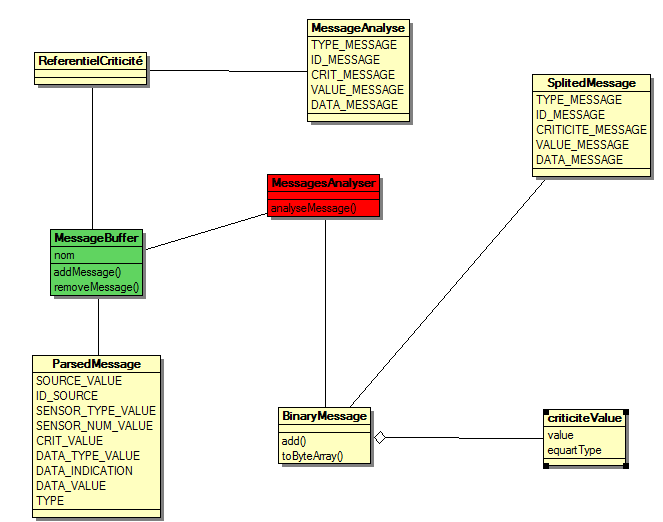 MessageAnalyse
TYPE_MESSAGE
ID_MESSAGE
CRIT_MESSAGE
VALUE_MESSAGE
DATA_MESSAGE
ReferentielCriticité
SplitedMessage
TYPE_MESSAGE
ID_MESSAGE
CRITICITE_MESSAGE
VALUE_MESSAGE
DATA_MESSAGE
MessagesAnalyser
analyseMessage()
MessageBuffer
nom
addMessage()
removeMessage()
ParsedMessage
SOURCE_VALUE
ID_SOURCE
SENSOR_TYPE_VALUE
SENSOR_NUM_VALUE
CRIT_VALUE
DATA_TYPE_VALUE
DATA_INDICATION
DATA_VALUE
TYPE
BinaryMessage
add()
toByteArray()
criticiteValue
value
equartType